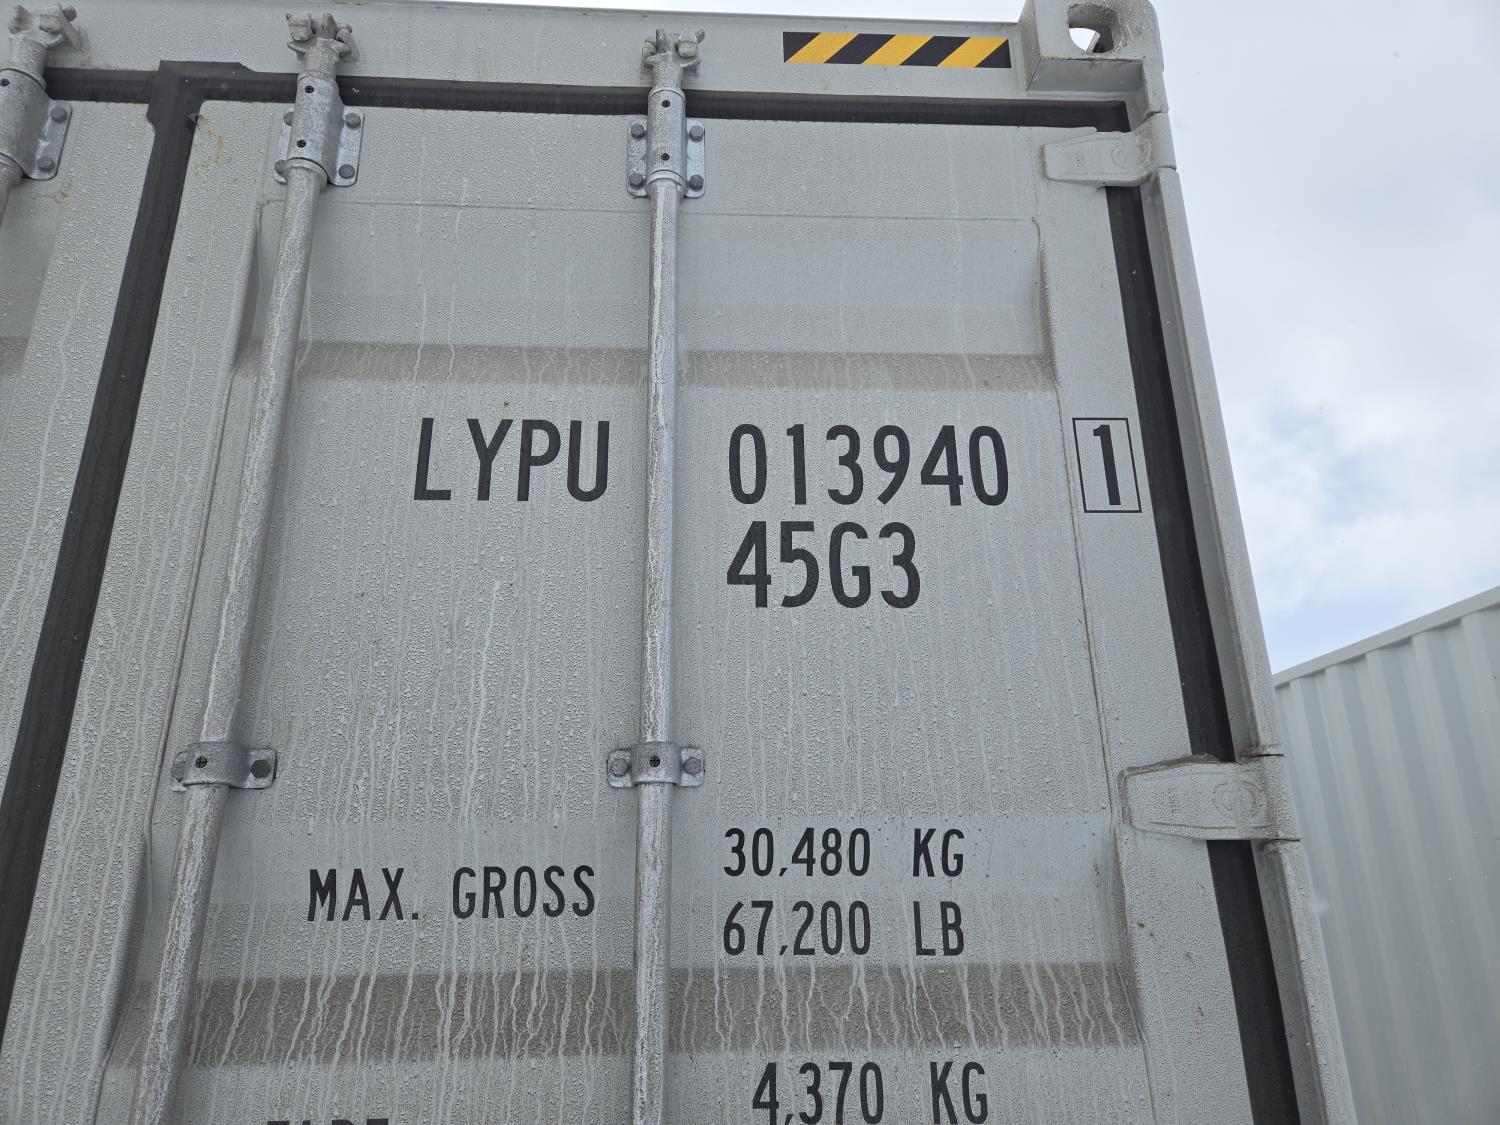 LYPU 013940 1
45G3
MAX. GROSS 30,480 KG
67,200 LB
4,370 KG